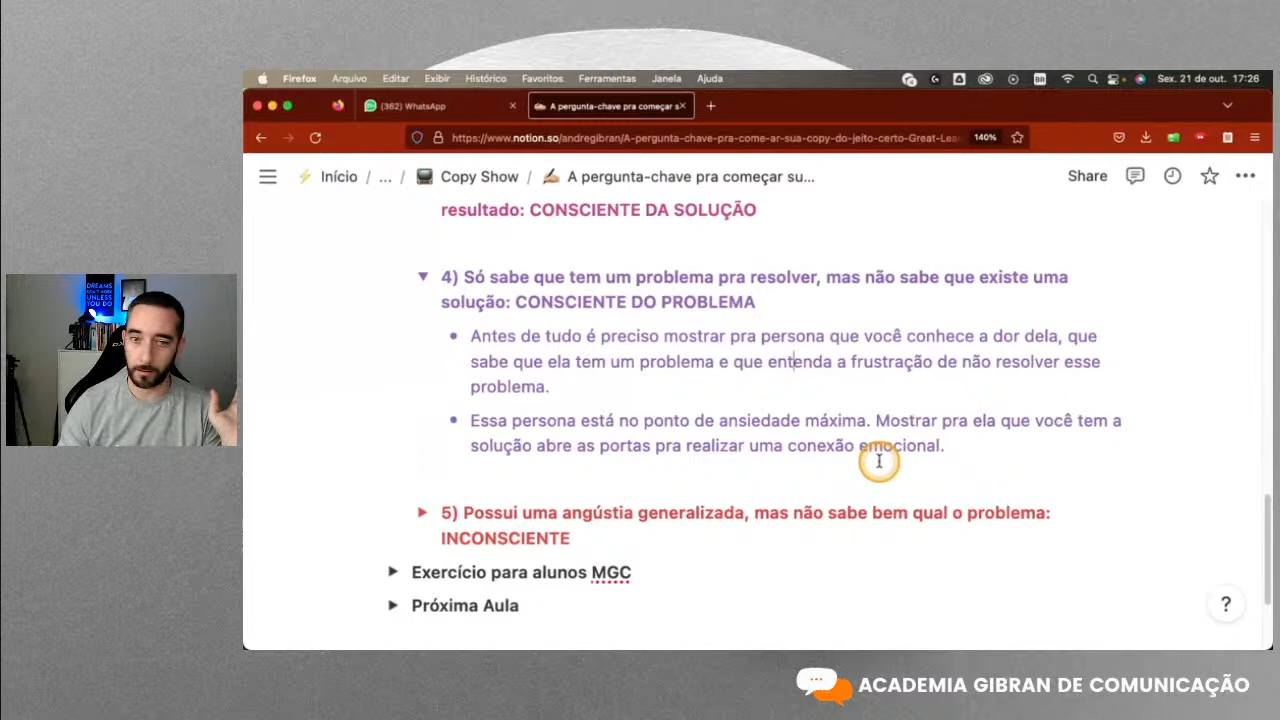 Firefox Arquivo Editar Exibir Histórico Favoritos Ferramentas Janela Ajuda
BR
Sex. 21 de out. 17:26
(362) WhatsApp
A pergunta-chave pra começar s
https://www.notion.so/andregibran/A-pergunta-chave-pra-come-ar-sua-copy-do-jeito-certo-Great-Lea
140%
Início / ... / Copy Show / A pergunta-chave pra começar su...
Share
resultado: CONSCIENTE DA SOLUÇÃO
4) Só sabe que tem um problema pra resolver, mas não sabe que existe uma
solução: CONSCIENTE DO PROBLEMA
Antes de tudo é preciso mostrar pra persona que você conhece a dor dela, que
sabe que ela tem um problema e que entenda a frustração de não resolver esse
problema.
Essa persona está no ponto de ansiedade máxima. Mostrar pra ela que você tem a
solução abre as portas pra realizar uma conexão emocional.
5) Possui uma angústia generalizada, mas não sabe bem qual o problema:
INCONSCIENTE
Exercício para alunos MGC
Próxima Aula
?
DREAMS
DON'T WORK
UNLESS
YOU DO
ACADEMIA GIBRAN DE COMUNICAÇÃO